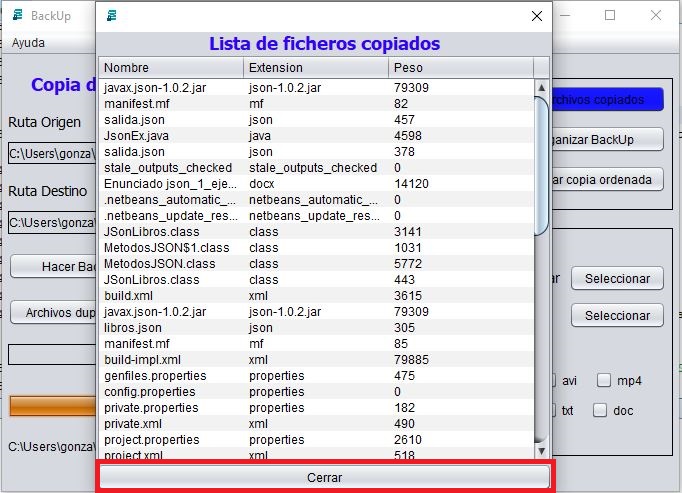 BackUp
Ayuda
Lista de ficheros copiados
Nombre Extension Peso
javax.json-1.0.2.jar json-1.0.2.jar 79309
manifest.mf mf 82
salida.json json 457
JsonEx.java java 4598
salida.json json 378
stale_outputs_checked stale_outputs_checked 0
Enunciado json_1_eje... docx 14120
.netbeans_automatic_... netbeans_automatic_... 0
.netbeans_update_res... netbeans_update_res... 0
JSonLibros.class class 3141
MetodosJSON$1.class class 1031
MetodosJSON.class class 5772
JSonLibros.class class 443
build.xml xml 3615
javax.json-1.0.2.jar json-1.0.2.jar 79309
libros.json json 305
manifest.mf mf 85
build-impl.xml xml 79885
genfiles.properties properties 475
config.properties properties 0
private.properties properties 182
private.xml xml 490
project.properties properties 2610
project.xml xml 518
Cerrar
Copia d
Ruta Origen
C:\Users\gonza\
Ruta Destino
C:\Users\gonza\
Hacer Bac
Archivos dup
C:\Users\gonza\
rchivos copiados
ganizar BackUp
ar copia ordenada
ar Seleccionar
Seleccionar
avi mp4
txt doc